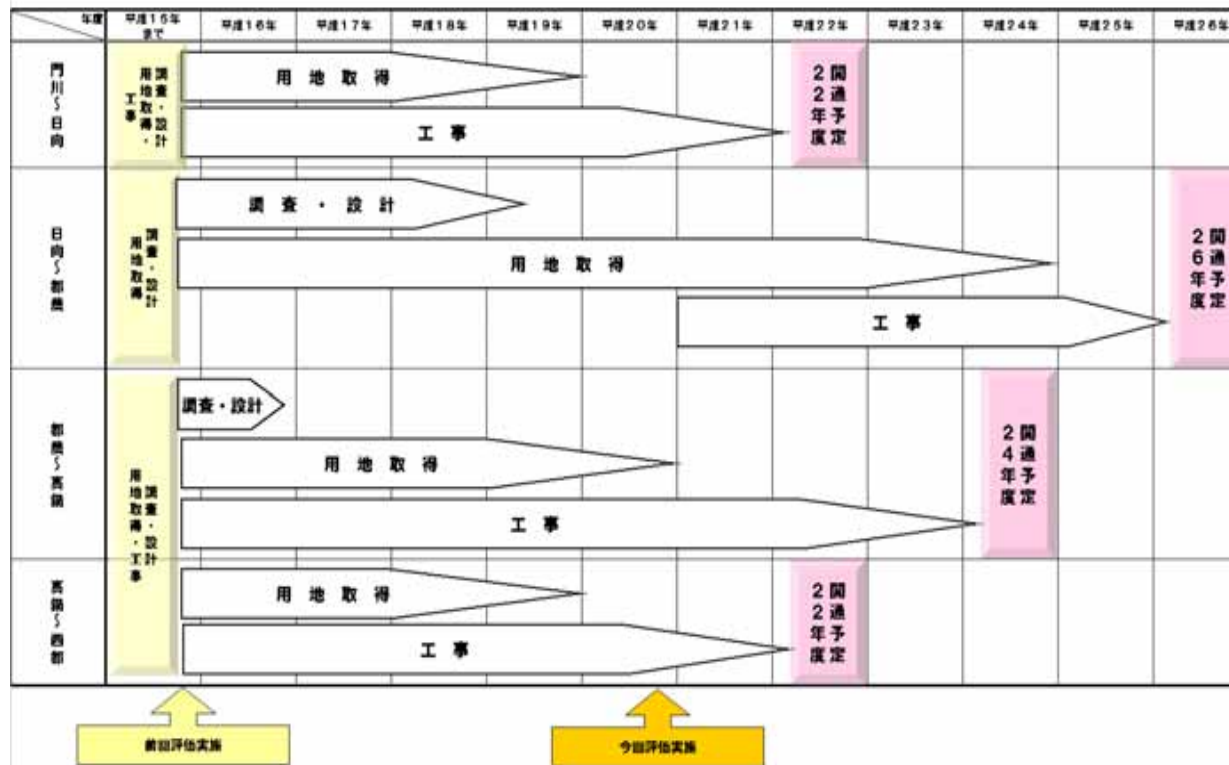 年度
平成15年
まで
平成16年
平成17年
平成18年
平成19年
平成20年
平成21年
平成22年
平成23年
平成24年
平成25年
平成26年
門川～日向
調査・設計
用地取得・
工事
用地取得
工事
開通予定
22年度
日向～都農
調査・設計
用地取得
調査・設計
用地取得
工事
開通予定
26年度
都農～高鍋
調査・設計
用地取得・工事
調査・設計
用地取得
工事
開通予定
24年度
高鍋～西都
用地取得
工事
開通予定
22年度
前回評価実施
今回評価実施